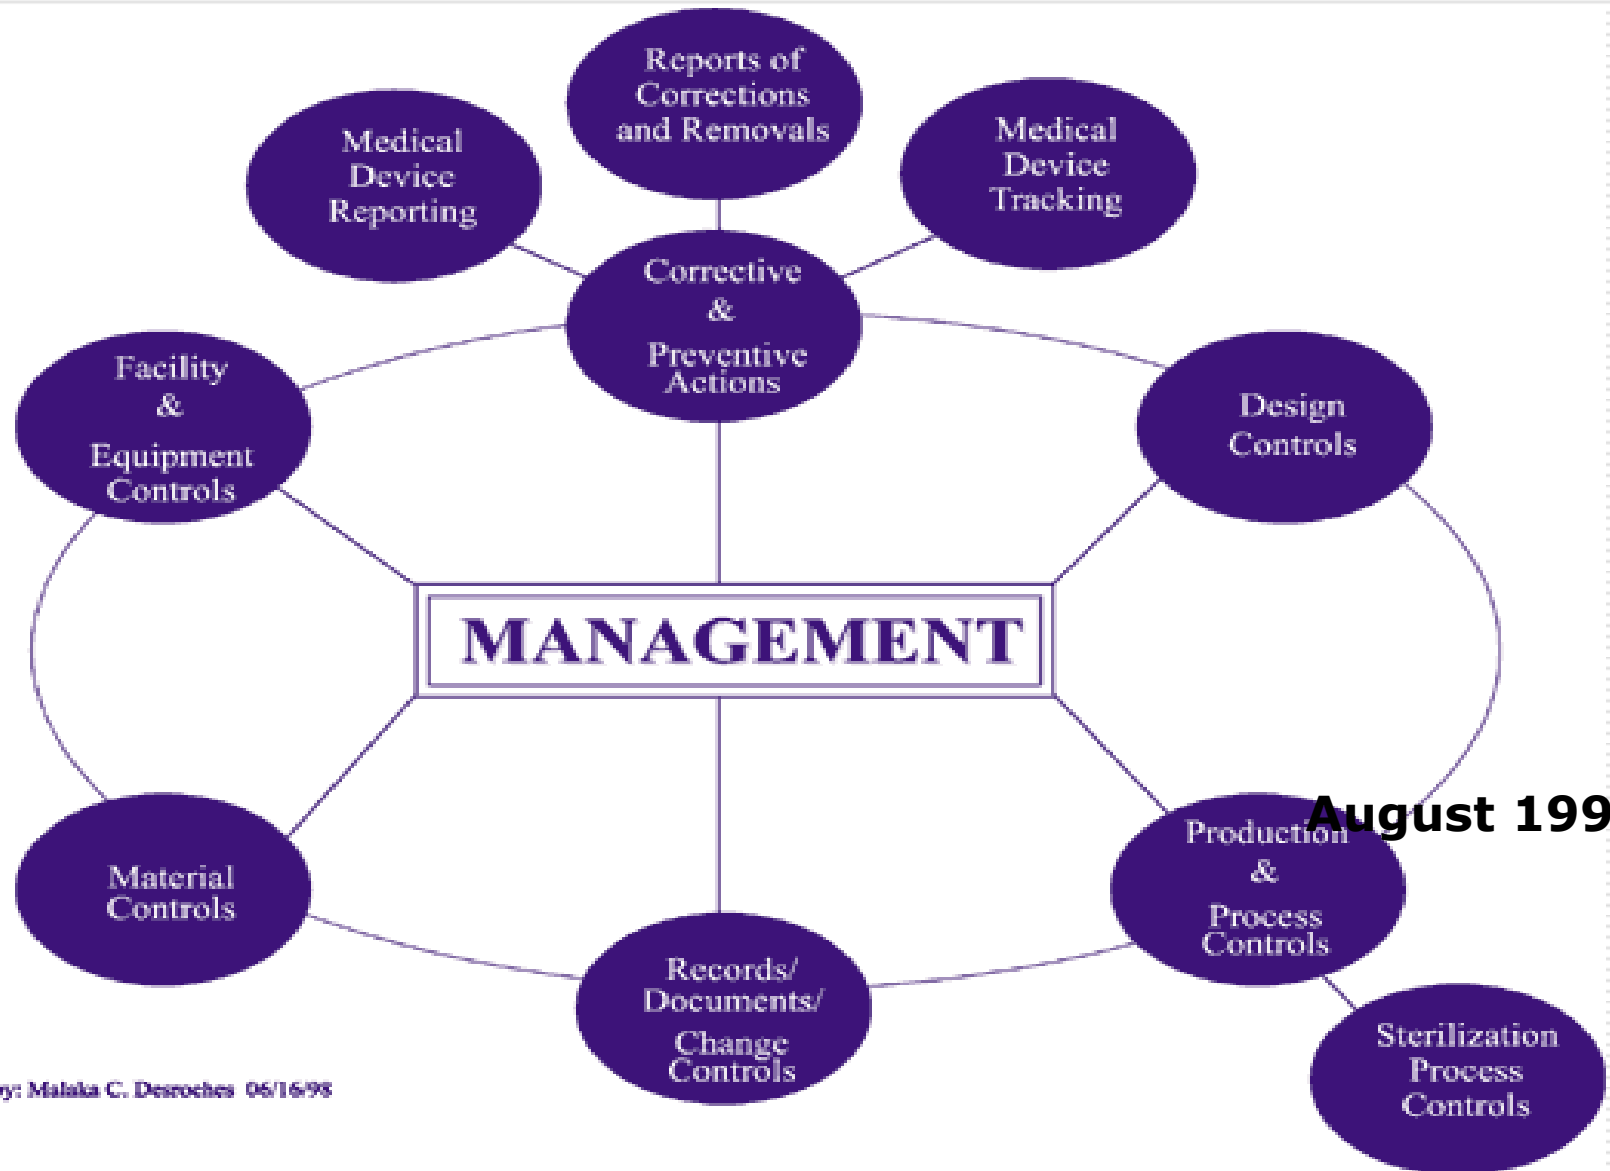 Reports of
Corrections
and Removals
Medical
Device
Reporting
Medical
Device
Tracking
Corrective
&
Preventive
Actions
Facility
&
Equipment
Controls
Design
Controls
MANAGEMENT
August 199
Production
&
Process
Controls
Material
Controls
Records/
Documents/
Change
Controls
Sterilization
Process
Controls
by: Malaka C. Desroches 06/16/98